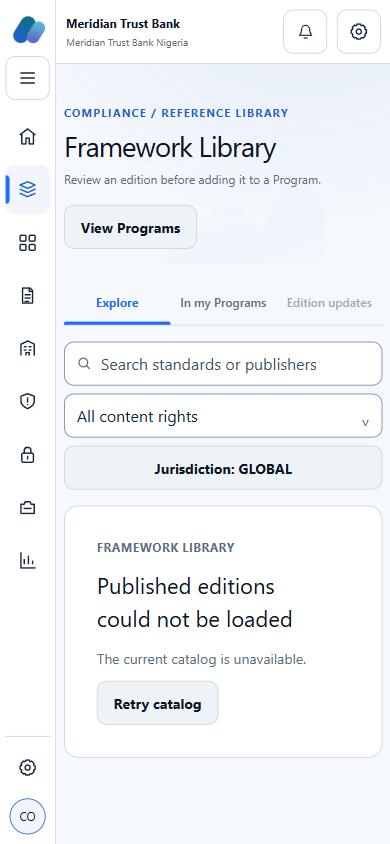 Meridian Trust Bank
Meridian Trust Bank Nigeria
COMPLIANCE / REFERENCE LIBRARY
Framework Library
Review an edition before adding it to a Program.
View Programs
Explore
In my Programs
Edition updates
Search standards or publishers
All content rights
v
Jurisdiction: GLOBAL
FRAMEWORK LIBRARY
Published editions
could not be loaded
The current catalog is unavailable.
Retry catalog
CO